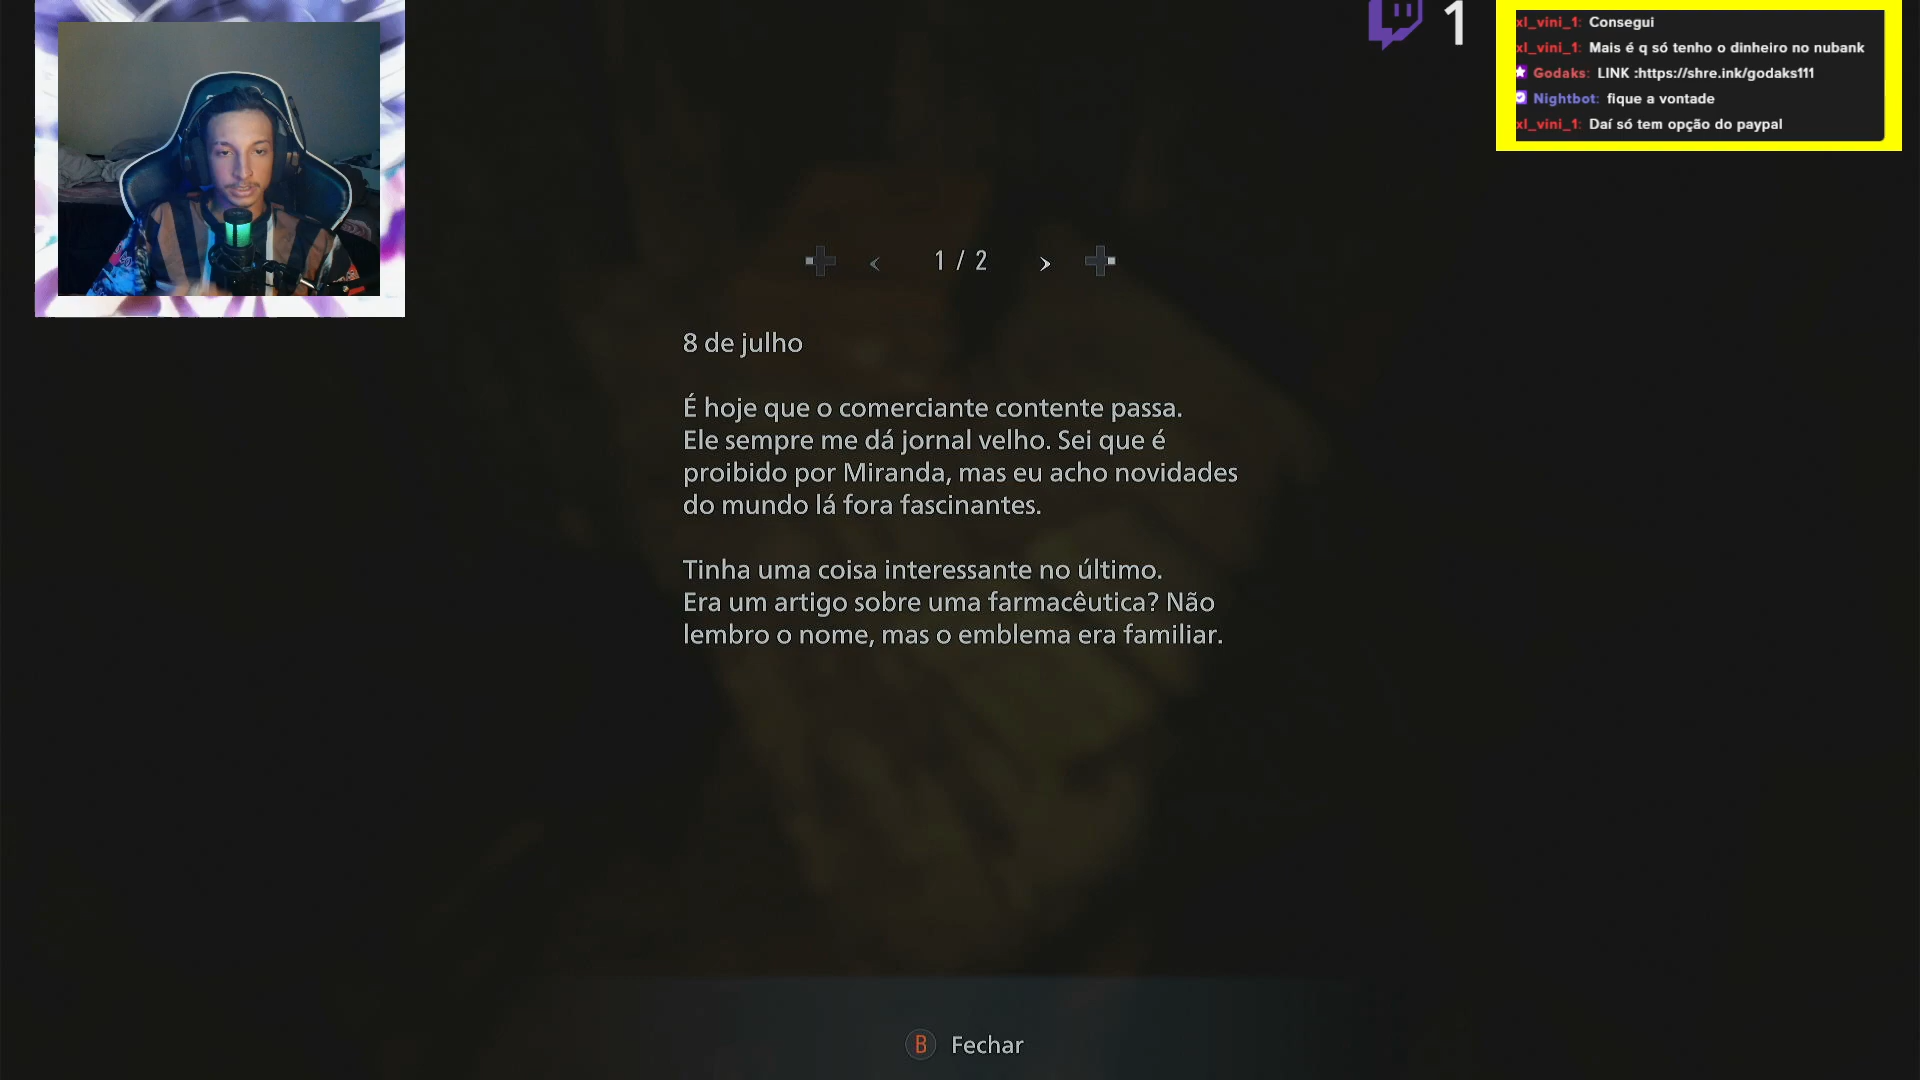 1
xl_vini_1: Consegui
xl_vini_1: Mais é q só tenho o dinheiro no nubank
Godaks: LINK :https://shre.ink/godaks111
Nightbot: fique a vontade
xl_vini_1: Daí só tem opção do paypal
< 1 / 2 >
8 de julho
É hoje que o comerciante contente passa.
Ele sempre me dá jornal velho. Sei que é
proibido por Miranda, mas eu acho novidades
do mundo lá fora fascinantes.
Tinha uma coisa interessante no último.
Era um artigo sobre uma farmacêutica? Não
lembro o nome, mas o emblema era familiar.
B Fechar